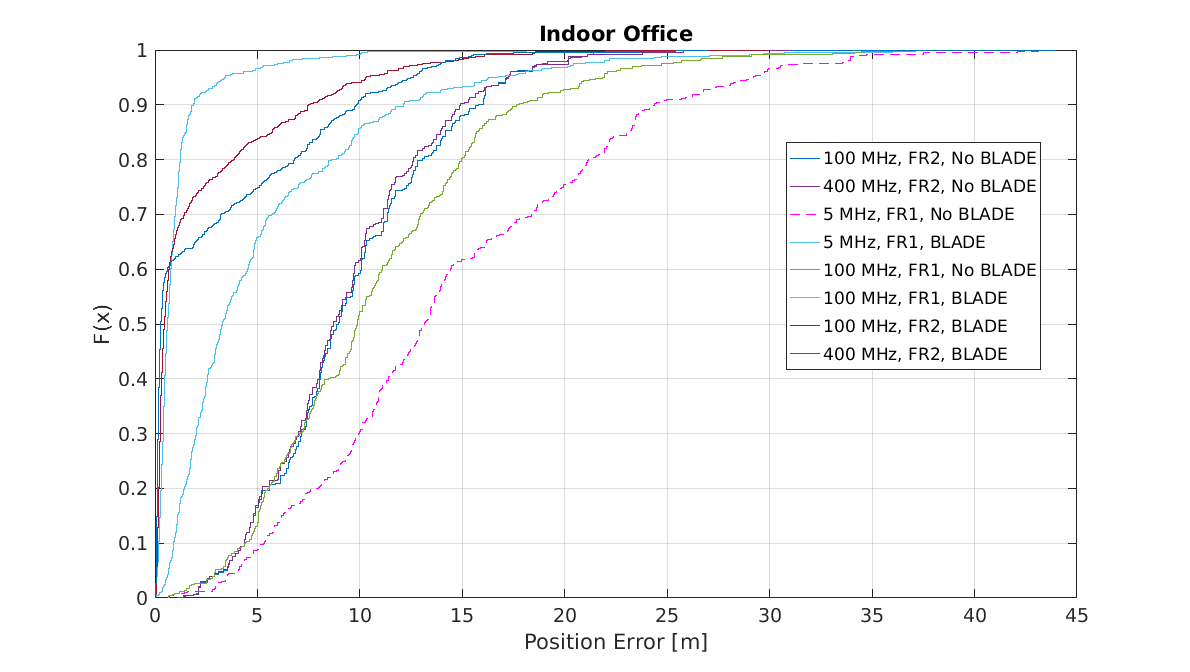 Indoor Office
1
0.9
0.8
0.7
0.6
0.5
0.4
0.3
0.2
0.1
0
F(x)
100 MHz, FR2, No BLADE
400 MHz, FR2, No BLADE
5 MHz, FR1, No BLADE
5 MHz, FR1, BLADE
100 MHz, FR1, No BLADE
100 MHz, FR1, BLADE
100 MHz, FR2, BLADE
400 MHz, FR2, BLADE
0 5 10 15 20 25 30 35 40 45
Position Error [m]